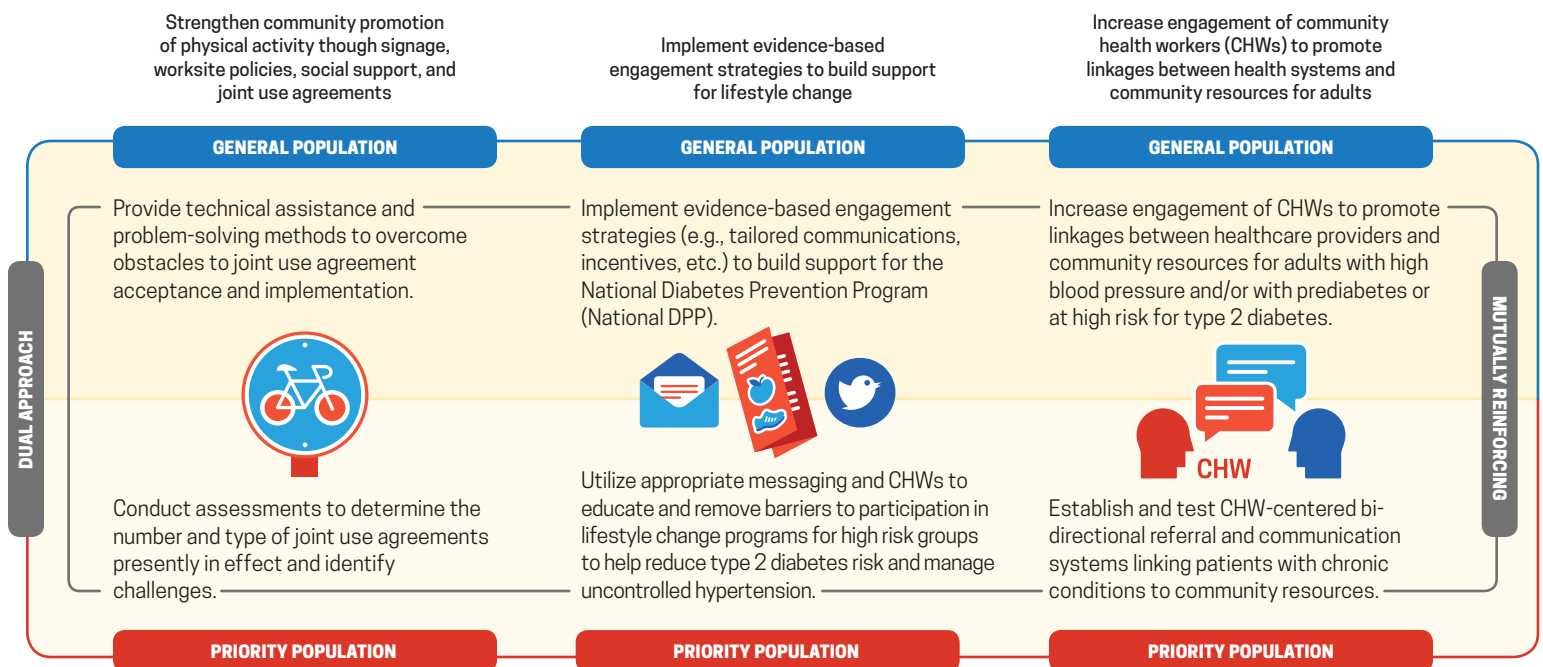 Strengthen community promotion
of physical activity though signage,
worksite policies, social support, and
joint use agreements
Implement evidence-based
engagement strategies to build support
for lifestyle change
Increase engagement of community
health workers (CHWs) to promote
linkages between health systems and
community resources for adults
GENERAL POPULATION
GENERAL POPULATION
GENERAL POPULATION
DUAL APPROACH
Provide technical assistance and
problem-solving methods to overcome
obstacles to joint use agreement
acceptance and implementation.
Implement evidence-based engagement
strategies (e.g., tailored communications,
incentives, etc.) to build support for the
National Diabetes Prevention Program
(National DPP).
Increase engagement of CHWs to promote
linkages between healthcare providers and
community resources for adults with high
blood pressure and/or with prediabetes or
at high risk for type 2 diabetes.
MUTUALLY REINFORCING
CHW
Conduct assessments to determine the
number and type of joint use agreements
presently in effect and identify
challenges.
Utilize appropriate messaging and CHWs to
educate and remove barriers to participation in
lifestyle change programs for high risk groups
to help reduce type 2 diabetes risk and manage
uncontrolled hypertension.
Establish and test CHW-centered bi-
directional referral and communication
systems linking patients with chronic
conditions to community resources.
PRIORITY POPULATION
PRIORITY POPULATION
PRIORITY POPULATION